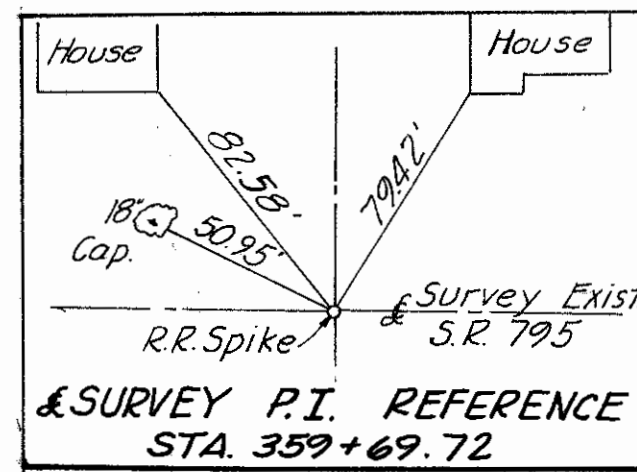 House
House
82.58'
79.42'
18"
Cap.
50.95'
℄ Survey Exist
S.R. 795
R.R. Spike
℄ SURVEY P.I. REFERENCE
STA. 359+69.72